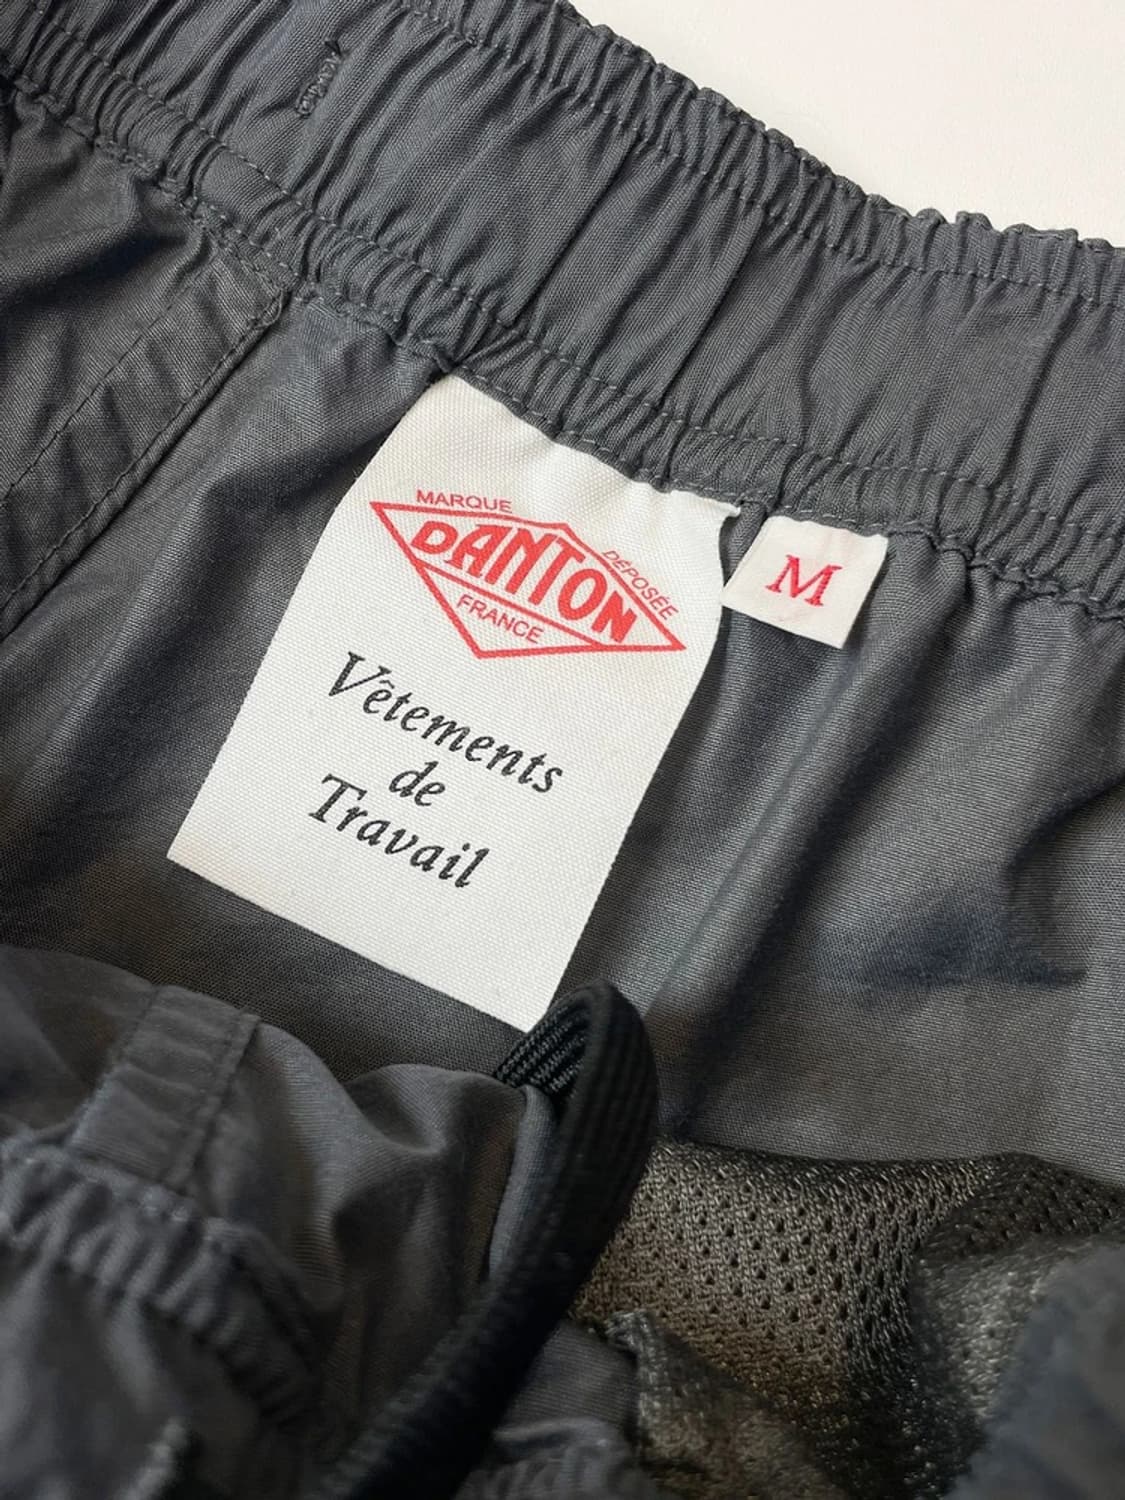 MARQUE
DÉPOSÉE
DANTON
FRANCE
Vêtements
de
Travail
M